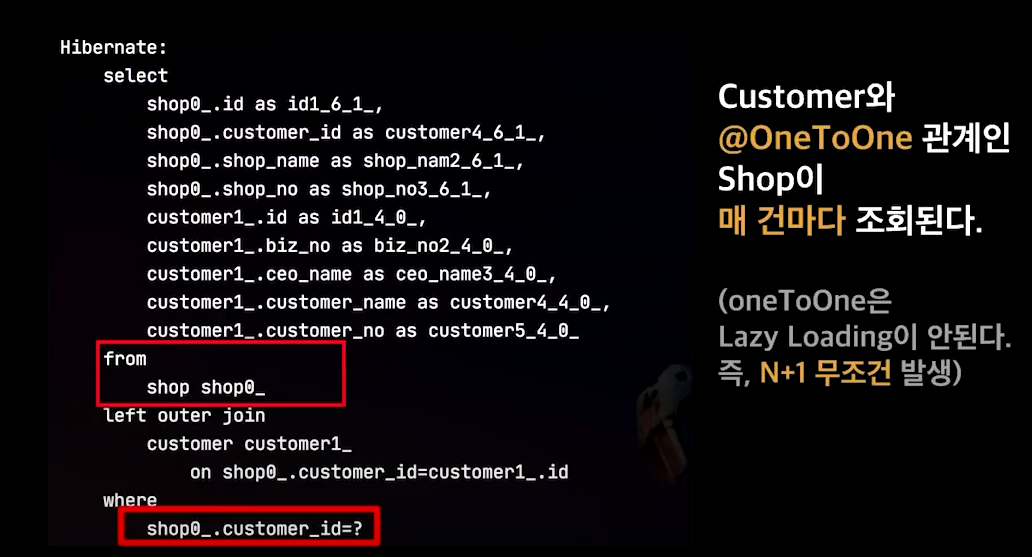 Hibernate:
select
shop0_.id as id1_6_1_,
shop0_.customer_id as customer4_6_1_,
shop0_.shop_name as shop_nam2_6_1_,
shop0_.shop_no as shop_no3_6_1_,
customer1_.id as id1_4_0_,
customer1_.biz_no as biz_no2_4_0_,
customer1_.ceo_name as ceo_name3_4_0_,
customer1_.customer_name as customer4_4_0_,
customer1_.customer_no as customer5_4_0_
from
shop shop0_
left outer join
customer customer1_
on shop0_.customer_id=customer1_.id
where
shop0_.customer_id=?
Customer와
@OneToOne 관계인
Shop이
매 건마다 조회된다.
(oneToOne은
Lazy Loading이 안된다.
즉, N+1 무조건 발생)